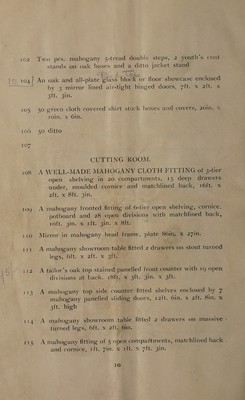 102 Two pcs. mahogany 3-tread double steps, 2 youth's coat
stands on oak bases and a ditto jacket stand
104 An oak and all-plate glass block or floor showcase enclosed
by 3 mirror lined air-tight hinged doors, 7ft. x 2ft. x
3ft. 3in.
105 50 green cloth covered shirt stock boxes and covers, 20in. x
10in. x 6in.
106 50 ditto
107
CUTTING ROOM.
108 A WELL-MADE MAHOGANY CLOTH FITTING of 3-tier
open shelving in 20 compartments, 15 deep drawers
under, moulded cornice and matchlined back, 16ft. x
2ft. x 8ft. 3in.
109 A mahogany fronted fitting of 6-tier open shelving, cornice,
potboard and 28 open divisions with matchlined back,
10ft. 3in. x 1ft. 3in. x 8ft.
110 Mirror in mahogany bead frame, plate 86in. x 27in.
111 A mahogany showroom table fitted 2 drawers on stout turned
legs, 6ft. x 2ft. x 3ft.
112 A tailor's oak top stained panelled front counter with 19 open
divisions at back, 18ft. x 3ft. 3in. x 3ft.
113 A mahogany top side counter fitted shelves enclosed by 7
mahogany panelled sliding doors, 12ft. 6in. x 2ft. 8in. x
3ft. high
114 A mahogany showroom table fitted 2 drawers on massive
turned legs, 6ft. x 2ft. 6in.
115 A mahogany fitting of 3 open compartments, matchlined back
and cornice, 1ft. 7in. x 1ft. x 7ft. 3in.
10